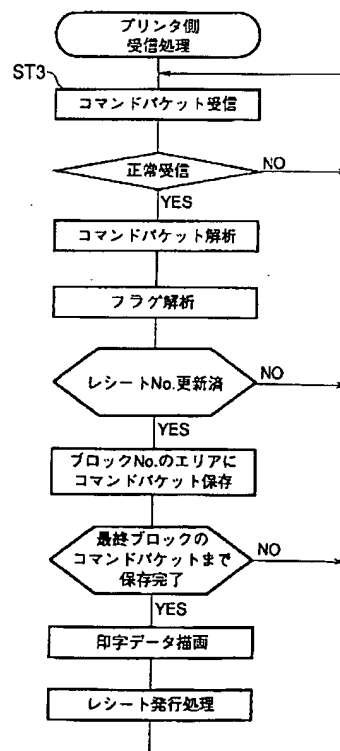 プリンタ側
受信処理
ST3
コマンドパケット受信
正常受信
NO
YES
コマンドパケット解析
フラグ解析
レシートNo.更新済
NO
YES
ブロックNo.のエリアに
コマンドパケット保存
最終ブロックの
コマンドパケットまで
保存完了
NO
YES
印字データ描画
レシート発行処理